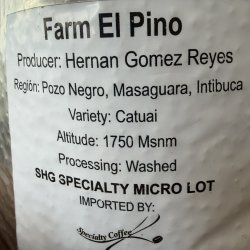 Farm El Pino
Producer: Hernan Gomez Reyes
Región: Pozo Negro, Masaguara, Intibuca
Variety: Catuai
Altitude: 1750 Msnm
Processing: Washed
SHG SPECIALTY MICRO LOT
IMPORTED BY:
Specialty Coffee